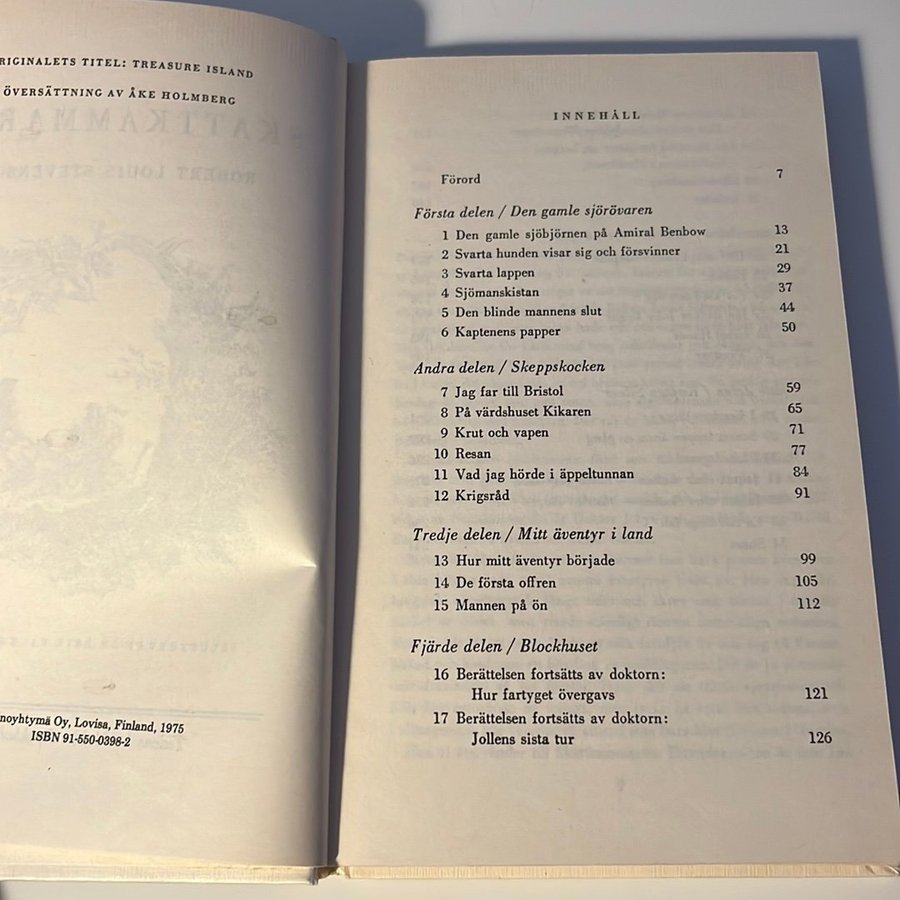 RIGINALETS TITEL: TREASURE ISLAND
ÖVERSÄTTNING AV ÅKE HOLMBERG
noyhtymä Oy, Lovisa, Finland, 1975
ISBN 91-550-0398-2
INNEHÅLL
Förord 7
Första delen / Den gamle sjörövaren
1 Den gamle sjöbjörnen på Amiral Benbow 13
2 Svarta hunden visar sig och försvinner 21
3 Svarta lappen 29
4 Sjömanskistan 37
5 Den blinde mannens slut 44
6 Kaptenens papper 50
Andra delen / Skeppskocken
7 Jag far till Bristol 59
8 På värdshuset Kikaren 65
9 Krut och vapen 71
10 Resan 77
11 Vad jag hörde i äppeltunnan 84
12 Krigsråd 91
Tredje delen / Mitt äventyr i land
13 Hur mitt äventyr började 99
14 De första offren 105
15 Mannen på ön 112
Fjärde delen / Blockhuset
16 Berättelsen fortsätts av doktorn:
Hur fartyget övergavs 121
17 Berättelsen fortsätts av doktorn:
Jollens sista tur 126